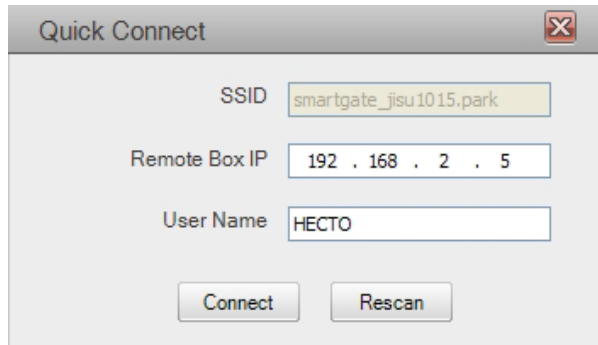 Quick Connect
SSID smartgate_jisu1015.park
Remote Box IP 192 . 168 . 2 . 5
User Name HECTO
Connect Rescan